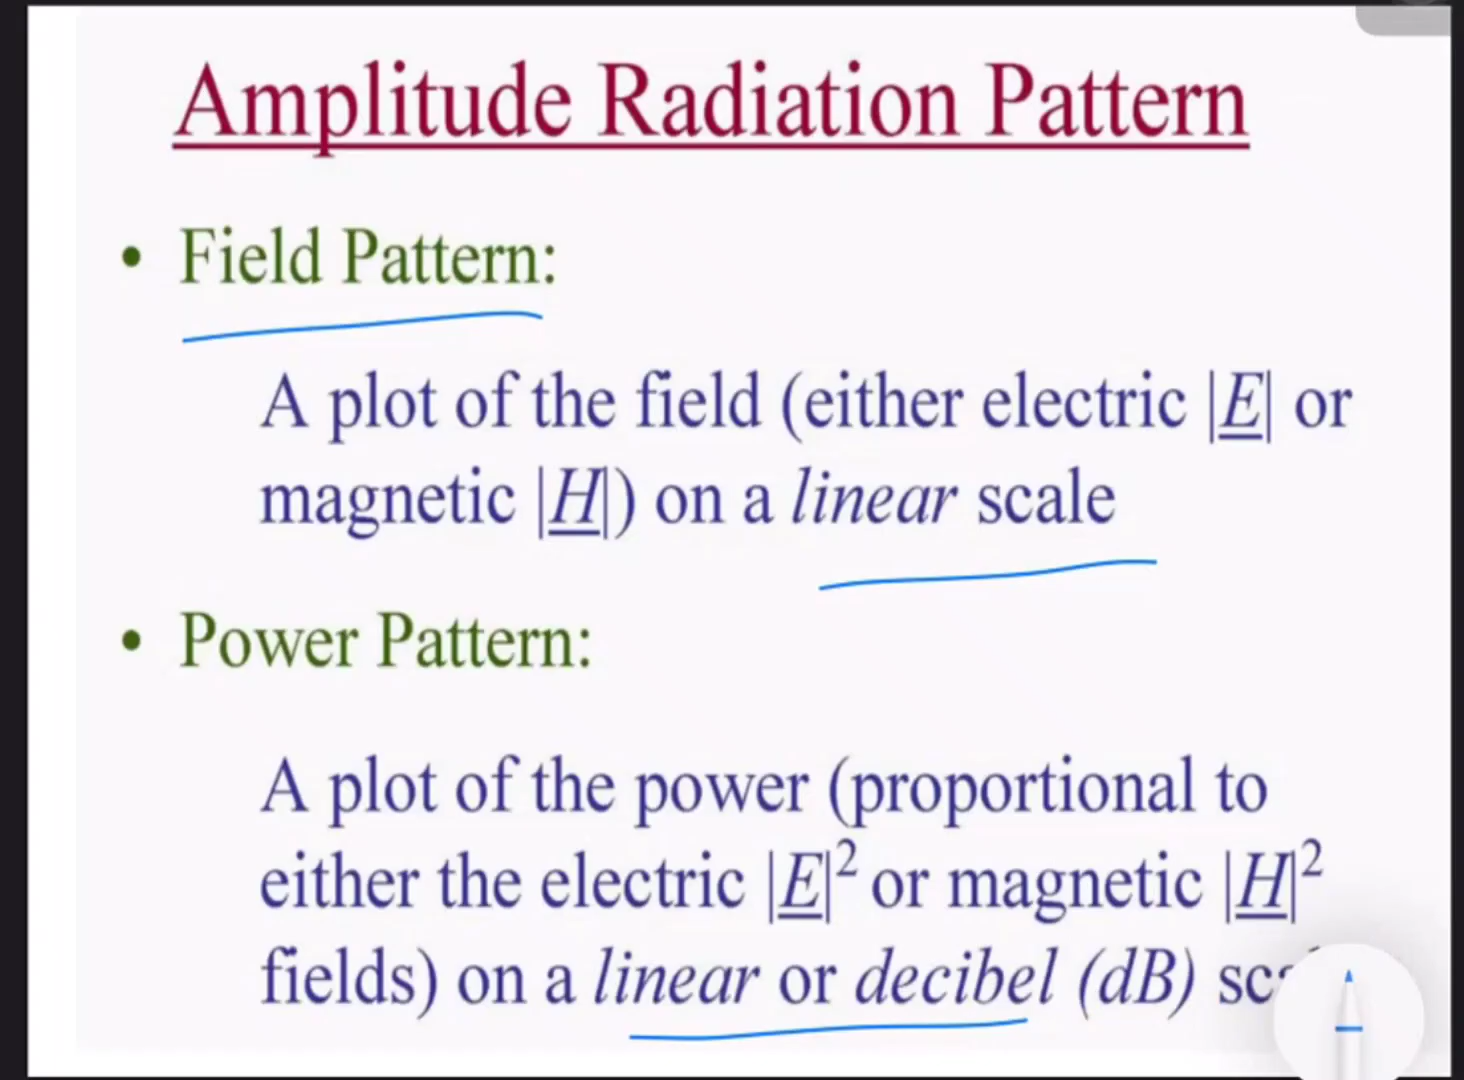 Amplitude Radiation Pattern
• Field Pattern:
A plot of the field (either electric |E| or
magnetic |H|) on a linear scale
• Power Pattern:
A plot of the power (proportional to
either the electric |E|² or magnetic |H|²
fields) on a linear or decibel (dB)